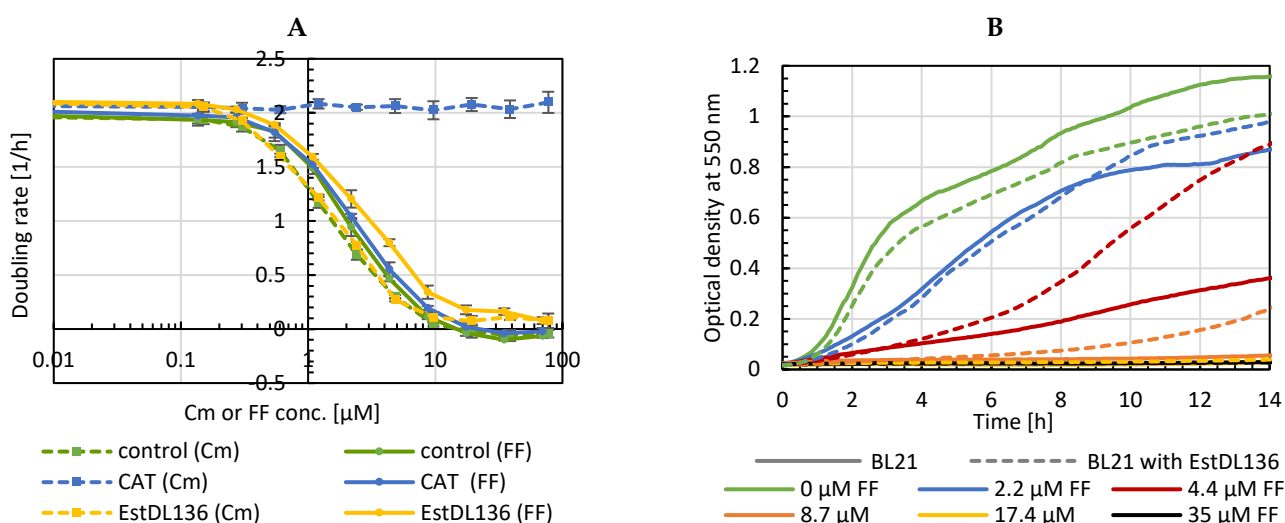 A
Doubling rate [1/h]
2.5
2
1.5
1
0.5
0
-0.5
0.01 0.1 1 10 100
Cm or FF conc. [µM]
control (Cm) control (FF)
CAT (Cm) CAT (FF)
EstDL136 (Cm) EstDL136 (FF)
B
Optical density at 550 nm
1.2
1
0.8
0.6
0.4
0.2
0
0 2 4 6 8 10 12 14
Time [h]
BL21 BL21 with EstDL136
0 µM FF 2.2 µM FF 4.4 µM FF
8.7 µM 17.4 µM 35 µM FF